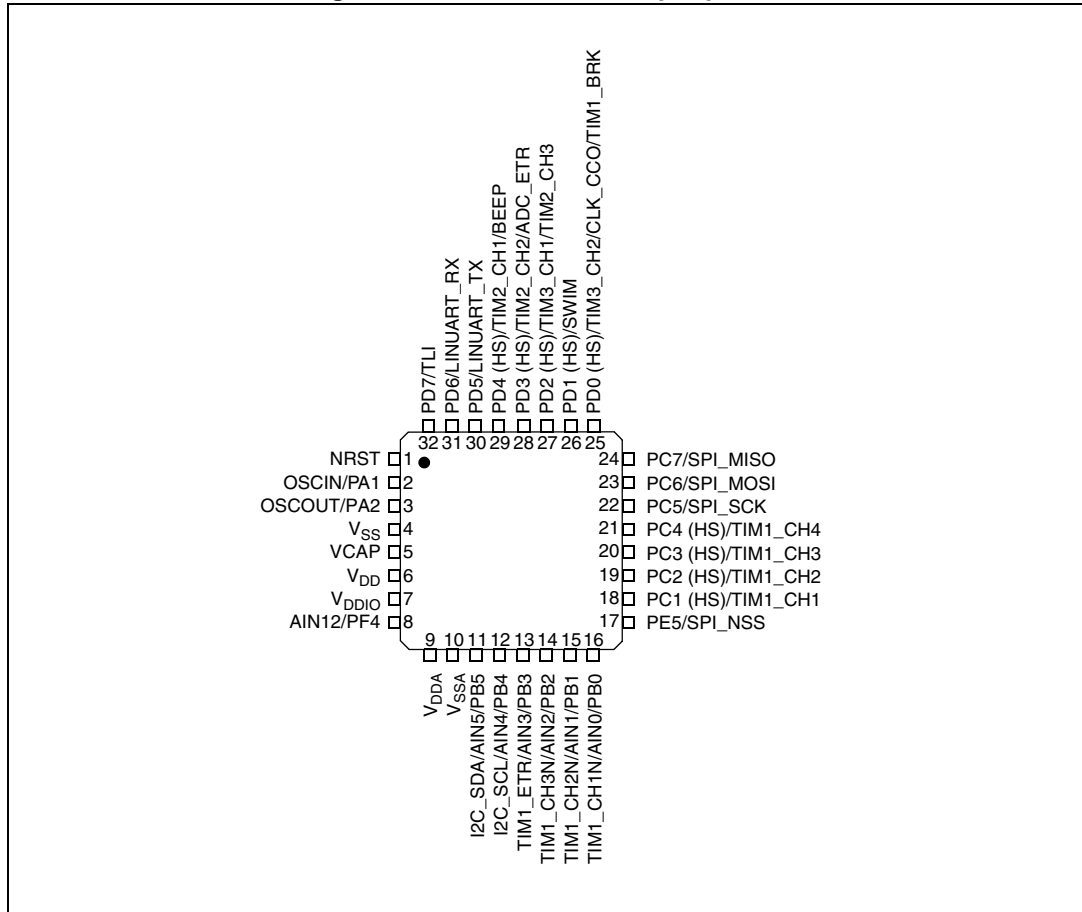 PD7/TLI
PD6/LINUART_RX
PD5/LINUART_TX
PD4 (HS)/TIM2_CH1/BEEP
PD3 (HS)/TIM2_CH2/ADC_ETR
PD2 (HS)/TIM3_CH1/TIM2_CH3
PD1 (HS)/SWIM
PD0 (HS)/TIM3_CH2/CLK_CCO/TIM1_BRK
32 31 30 29 28 27 26 25
NRST 1
OSCIN/PA1 2
OSCOUT/PA2 3
VSS 4
VCAP 5
VDD 6
VDDIO 7
AIN12/PF4 8
24 PC7/SPI_MISO
23 PC6/SPI_MOSI
22 PC5/SPI_SCK
21 PC4 (HS)/TIM1_CH4
20 PC3 (HS)/TIM1_CH3
19 PC2 (HS)/TIM1_CH2
18 PC1 (HS)/TIM1_CH1
17 PE5/SPI_NSS
9 10 11 12 13 14 15 16
VDDA
VSSA
I2C_SDA/AIN5/PB5
I2C_SCL/AIN4/PB4
TIM1_ETR/AIN3/PB3
TIM1_CH3N/AIN2/PB2
TIM1_CH2N/AIN1/PB1
TIM1_CH1N/AIN0/PB0